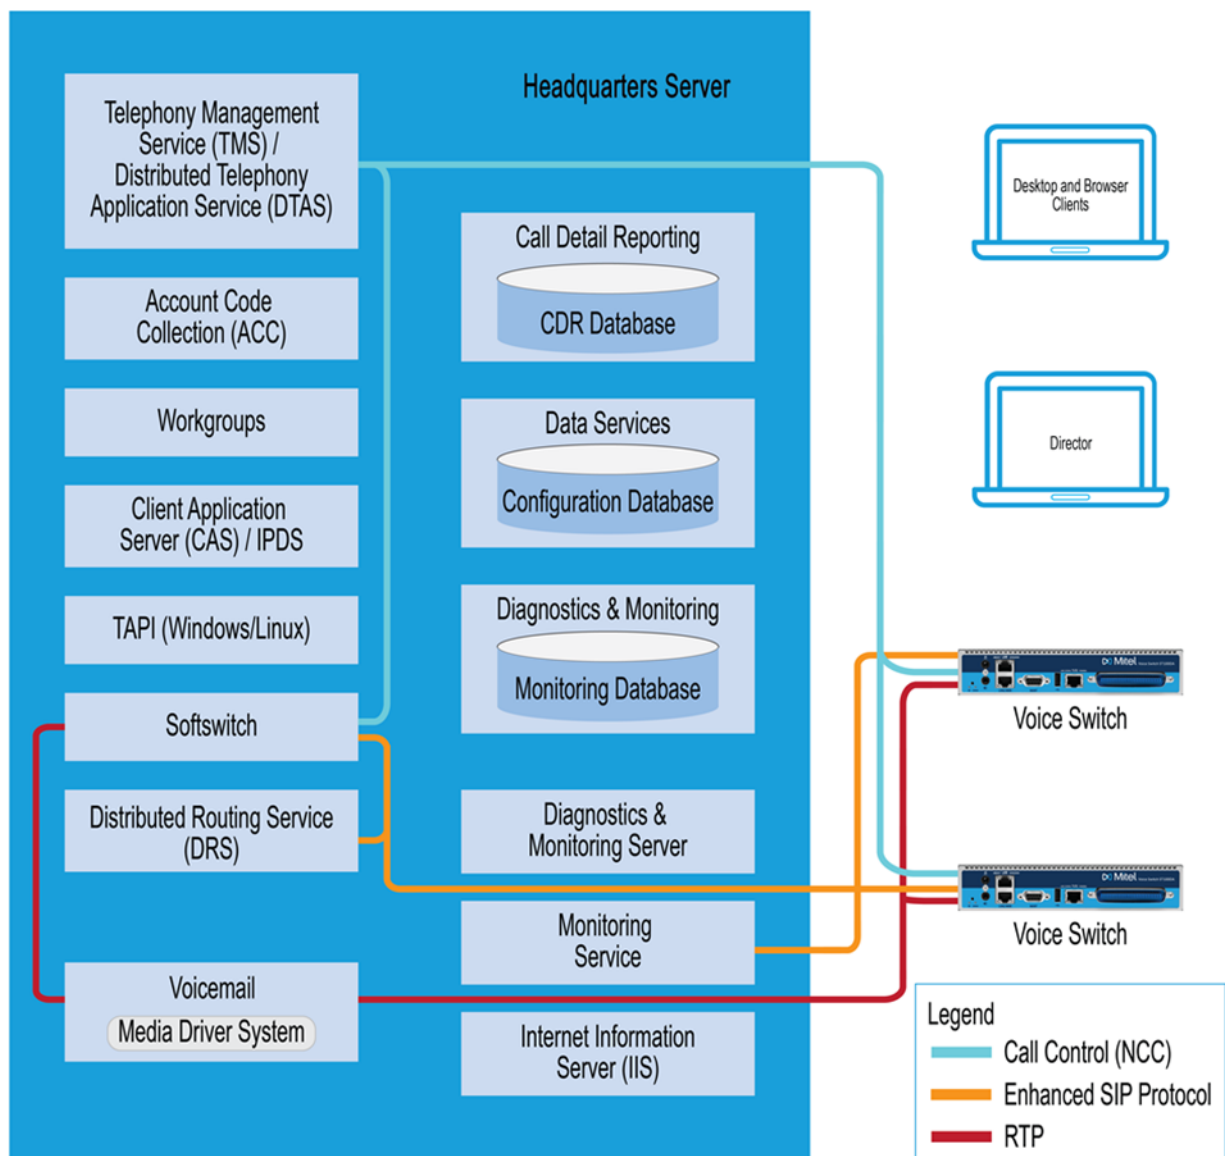 Headquarters Server
Telephony Management
Service (TMS) /
Distributed Telephony
Application Service (DTAS)
Account Code
Collection (ACC)
Workgroups
Client Application
Server (CAS) / IPDS
TAPI (Windows/Linux)
Softswitch
Distributed Routing Service
(DRS)
Voicemail
Media Driver System
Call Detail Reporting
CDR Database
Data Services
Configuration Database
Diagnostics & Monitoring
Monitoring Database
Diagnostics &
Monitoring Server
Monitoring
Service
Internet Information
Server (IIS)
Desktop and Browser
Clients
Director
Mitel
Voice Switch
Mitel
Voice Switch
Legend
Call Control (NCC)
Enhanced SIP Protocol
RTP